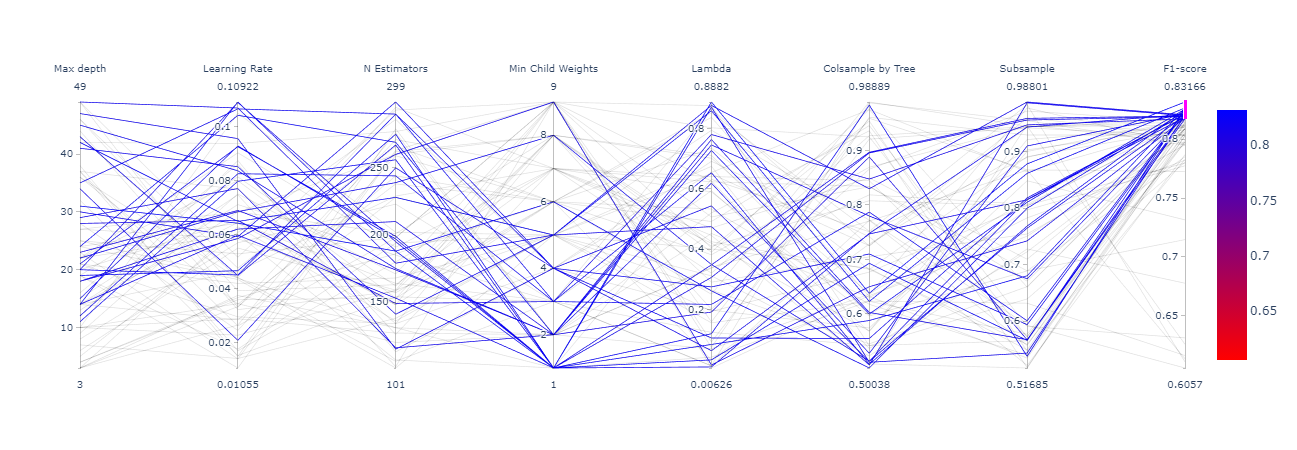 Max depth Learning Rate N Estimators Min Child Weights Lambda Colsample by Tree Subsample F1-score
49 0.10922 299 9 0.8882 0.98889 0.98801 0.83166
40 30 20 10
0.1 0.08 0.06 0.04 0.02
250 200 150
8 6 4 2
0.8 0.6 0.4 0.2
0.9 0.8 0.7 0.6
0.9 0.8 0.7 0.6
0.8 0.75 0.7 0.65
0.8 0.75 0.7 0.65
3 0.01055 101 1 0.00626 0.50038 0.51685 0.6057